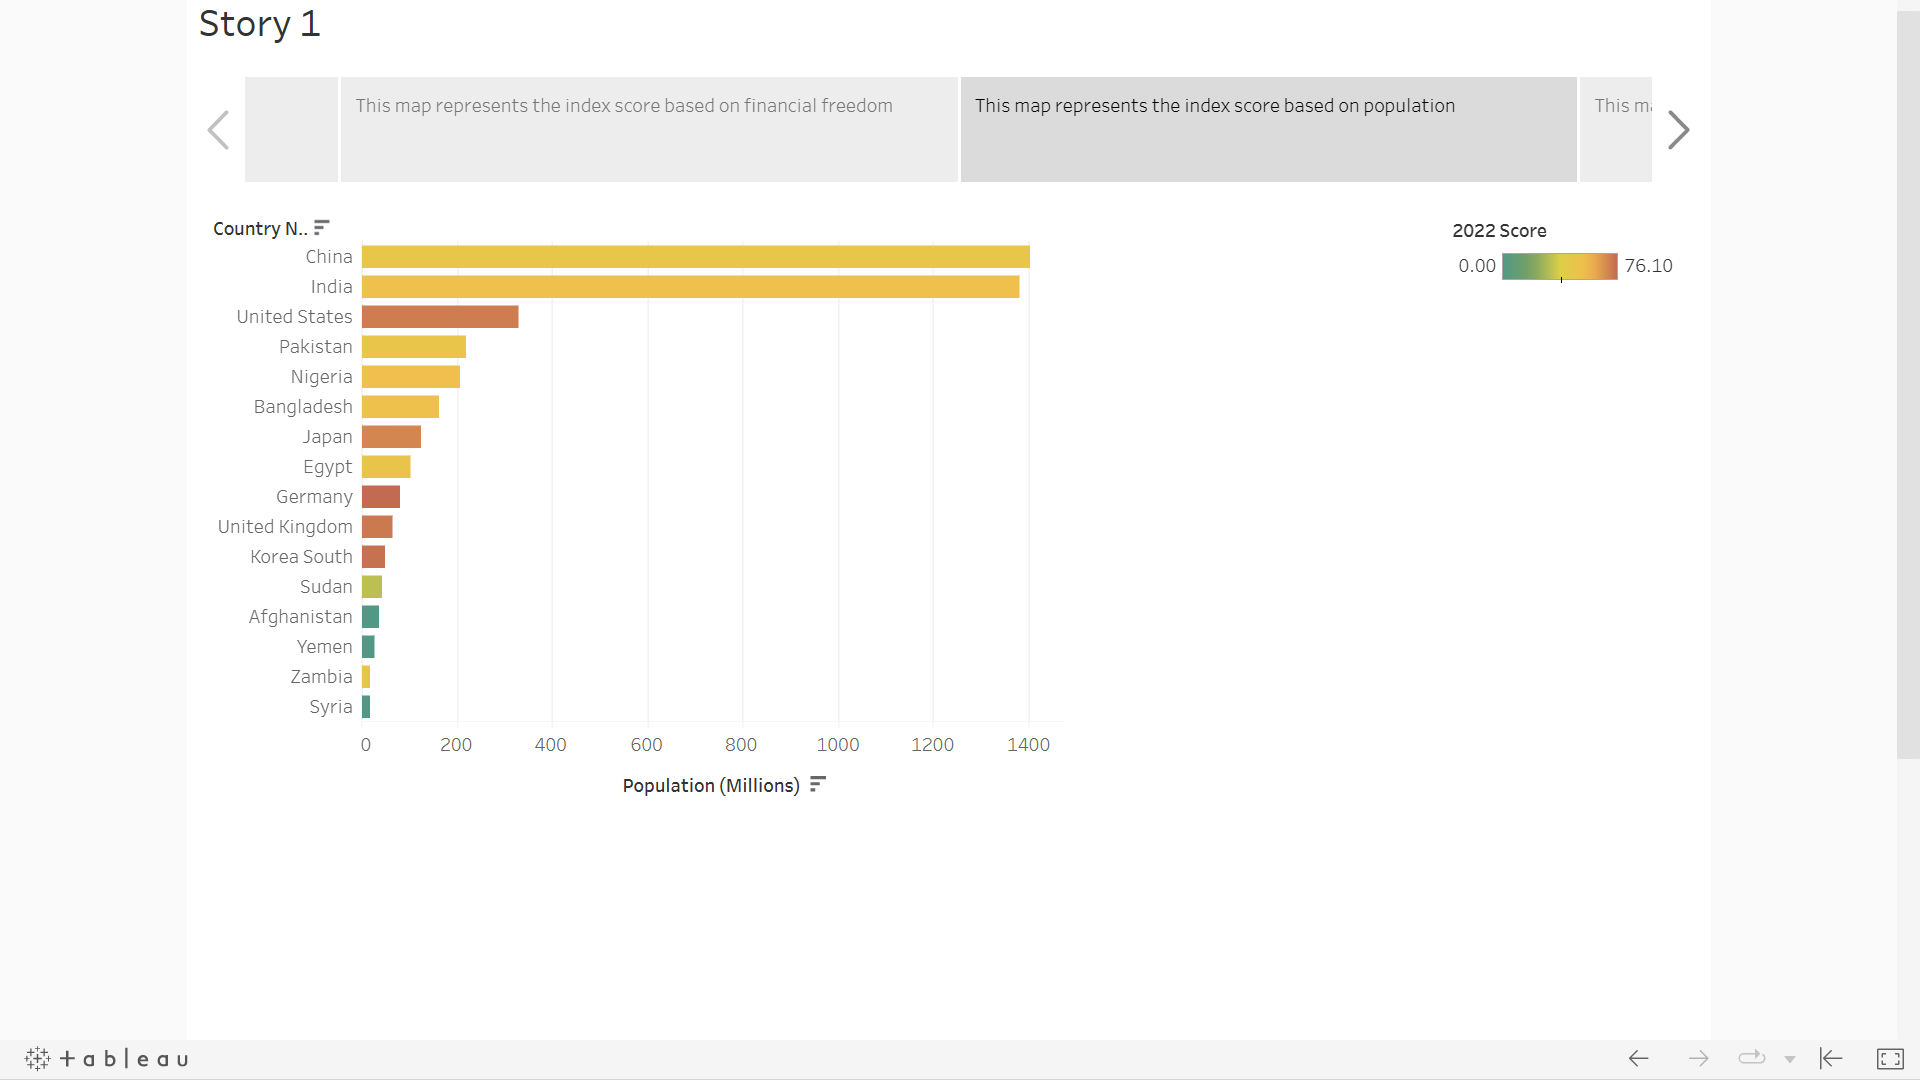 Story 1
This map represents the index score based on financial freedom
This map represents the index score based on population
This
Country N..
2022 Score
0.00 76.10
China
India
United States
Pakistan
Nigeria
Bangladesh
Japan
Egypt
Germany
United Kingdom
Korea South
Sudan
Afghanistan
Yemen
Zambia
Syria
0 200 400 600 800 1000 1200 1400
Population (Millions)
+ a b l e a u